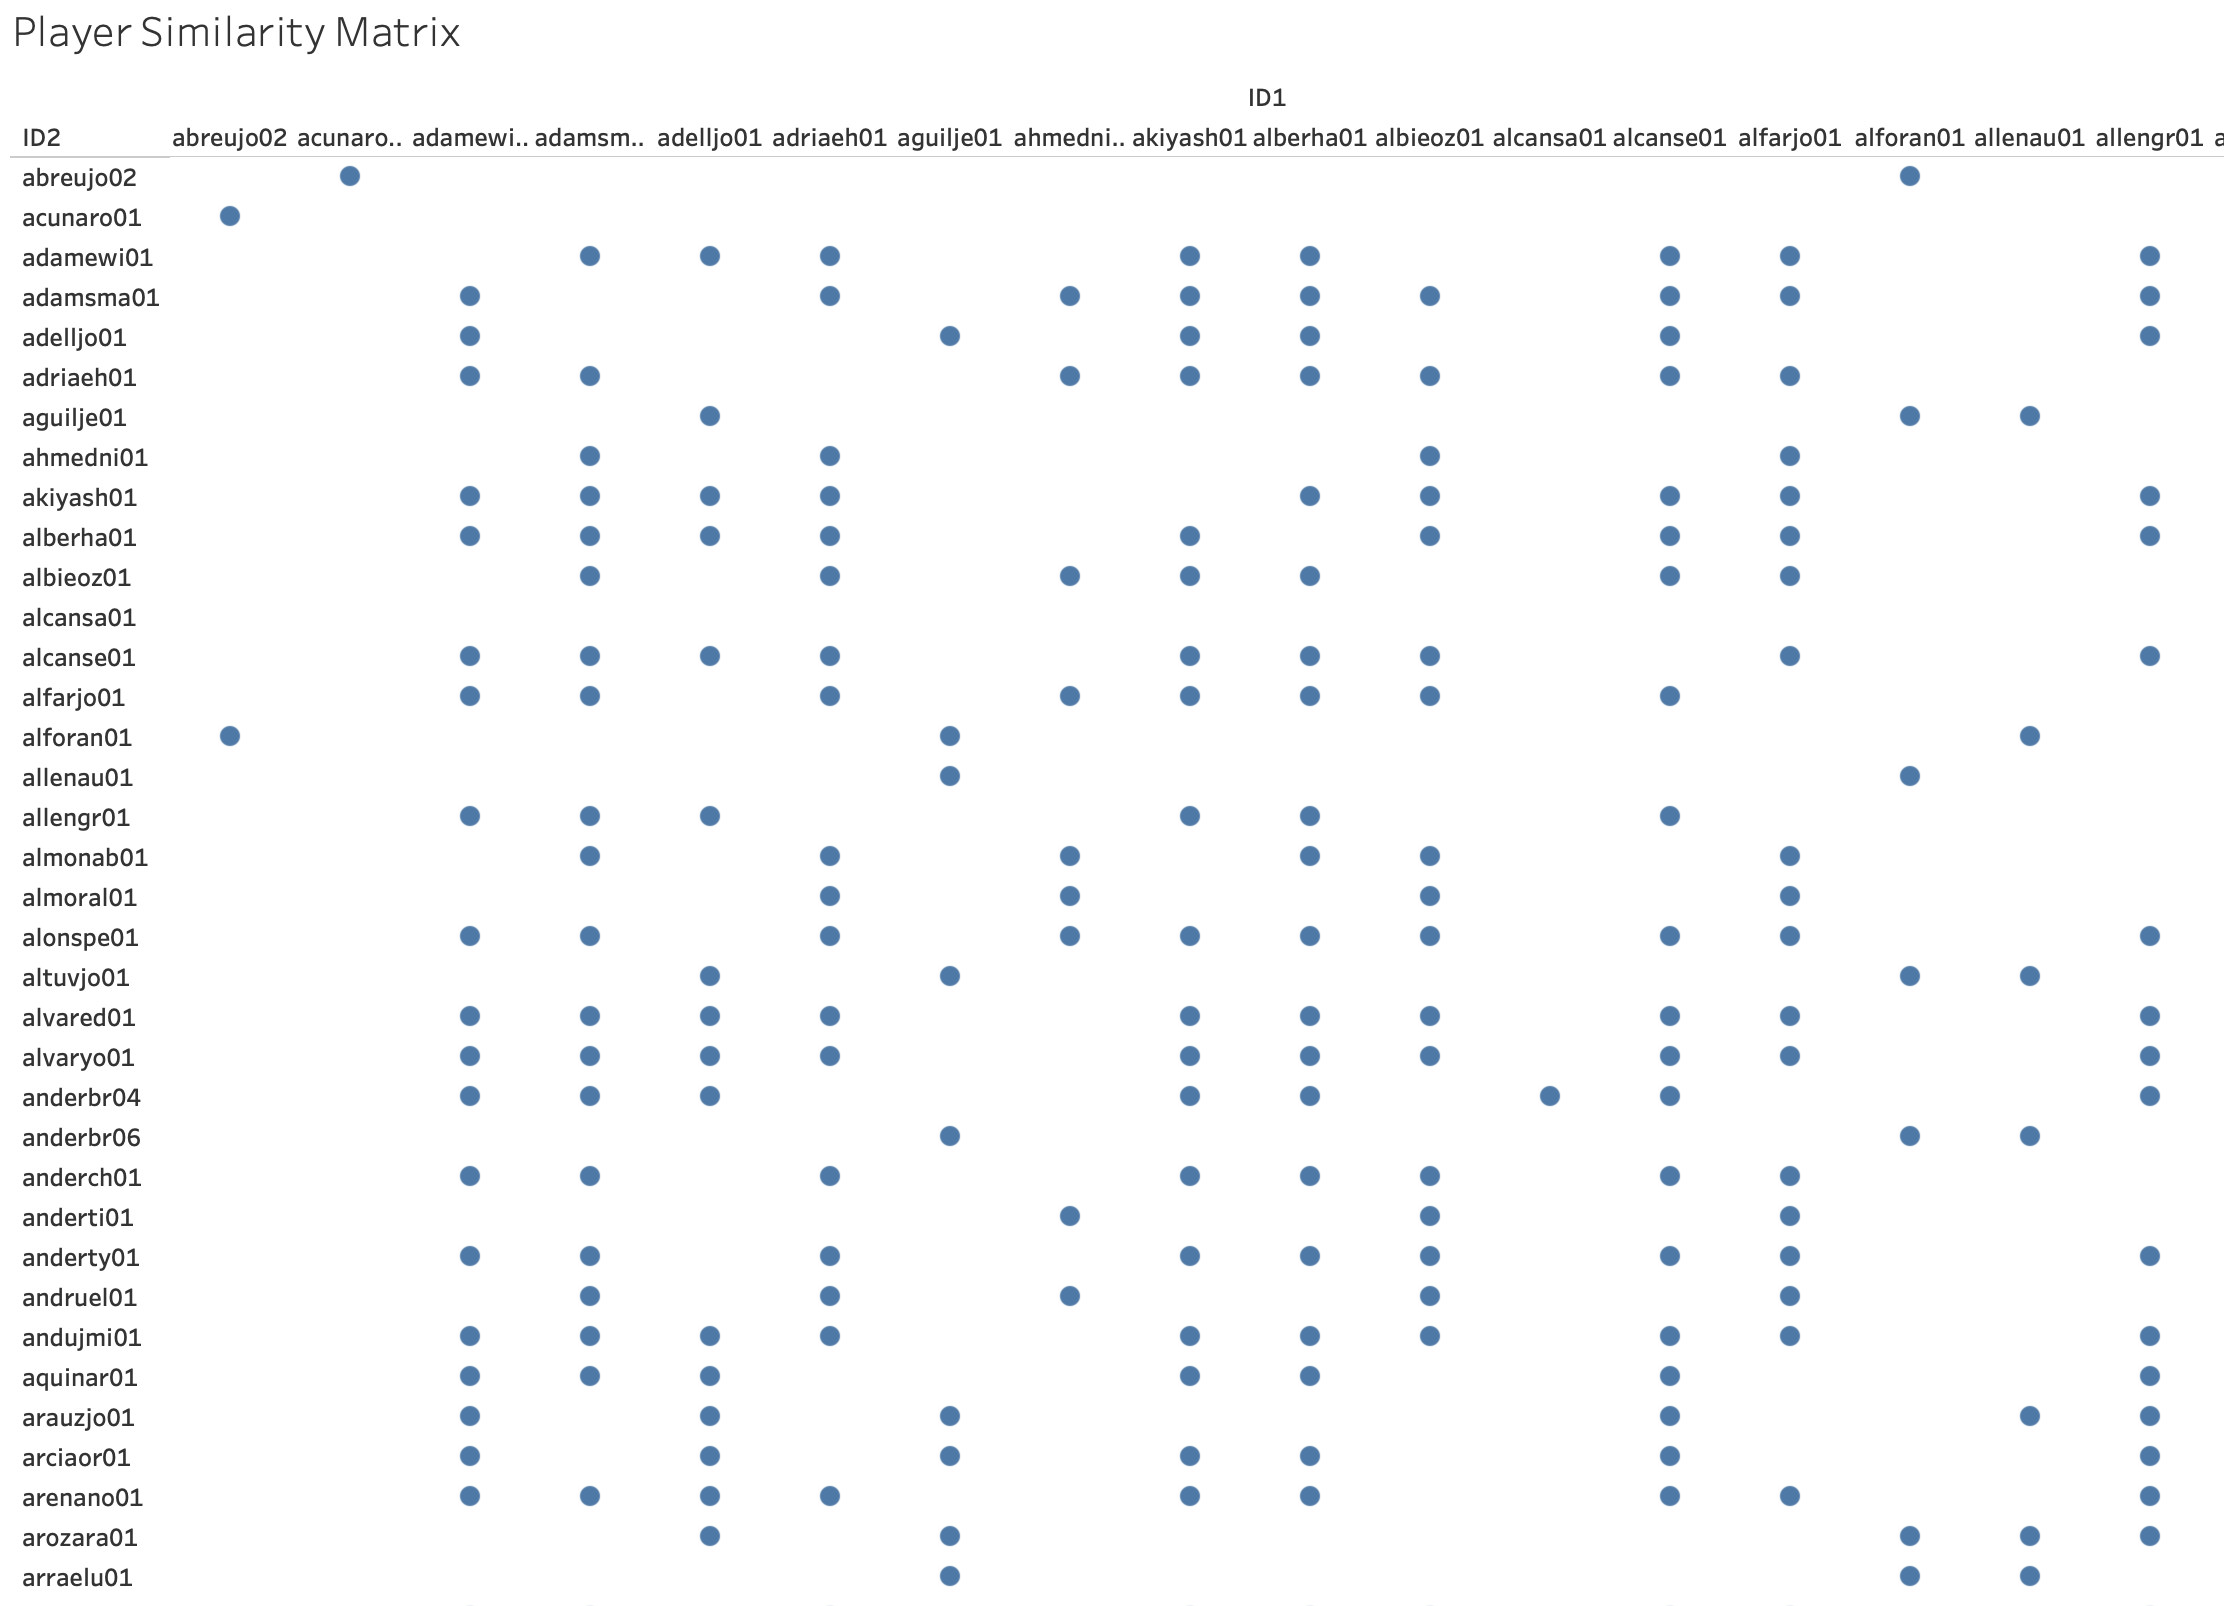 Player Similarity Matrix
ID1
ID2 abreujo02 acunaro.. adamewi.. adamsm.. adelljo01 adriaeh01 aguilje01 ahmedni.. akiyash01 alberha01 albieoz01 alcansa01 alcanse01 alfarjo01 alforan01 allenau01 allengr01 a
abreujo02
acunaro01
adamewi01
adamsma01
adelljo01
adriaeh01
aguilje01
ahmedni01
akiyash01
alberha01
albieoz01
alcansa01
alcanse01
alfarjo01
alforan01
allenau01
allengr01
almonab01
almoral01
alonspe01
altuvjo01
alvared01
alvaryo01
anderbr04
anderbr06
anderch01
anderti01
anderty01
andruel01
andujmi01
aquinar01
arauzjo01
arciaor01
arenano01
arozara01
arraelu01